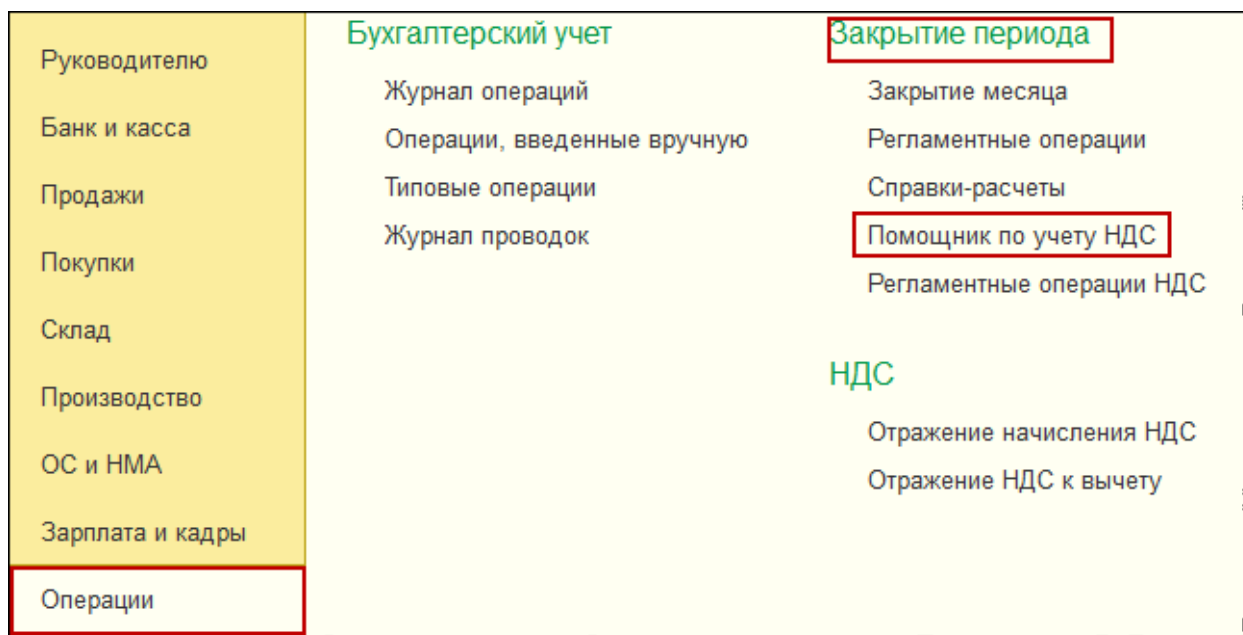 Руководителю
Банк и касса
Продажи
Покупки
Склад
Производство
ОС и НМА
Зарплата и кадры
Операции
Бухгалтерский учет
Журнал операций
Операции, введенные вручную
Типовые операции
Журнал проводок
Закрытие периода
Закрытие месяца
Регламентные операции
Справки-расчеты
Помощник по учету НДС
Регламентные операции НДС
НДС
Отражение начисления НДС
Отражение НДС к вычету